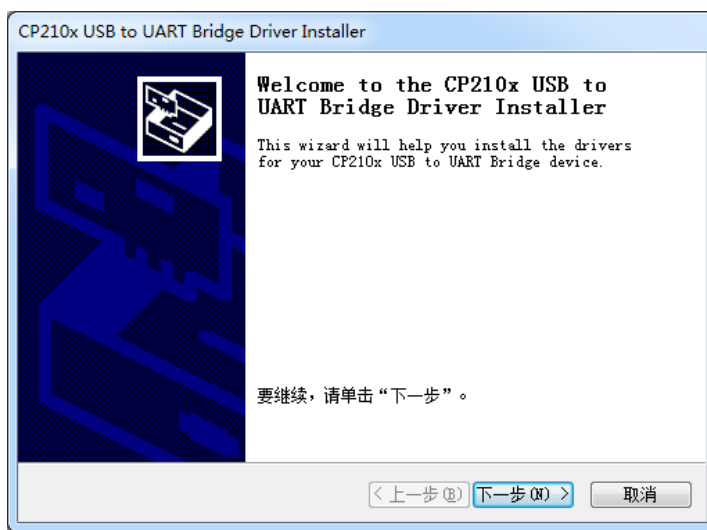 CP210x USB to UART Bridge Driver Installer
Welcome to the CP210x USB to
UART Bridge Driver Installer
This wizard will help you install the drivers
for your CP210x USB to UART Bridge device.
要继续，请单击“下一步”。
< 上一步(B)
下一步(N) >
取消